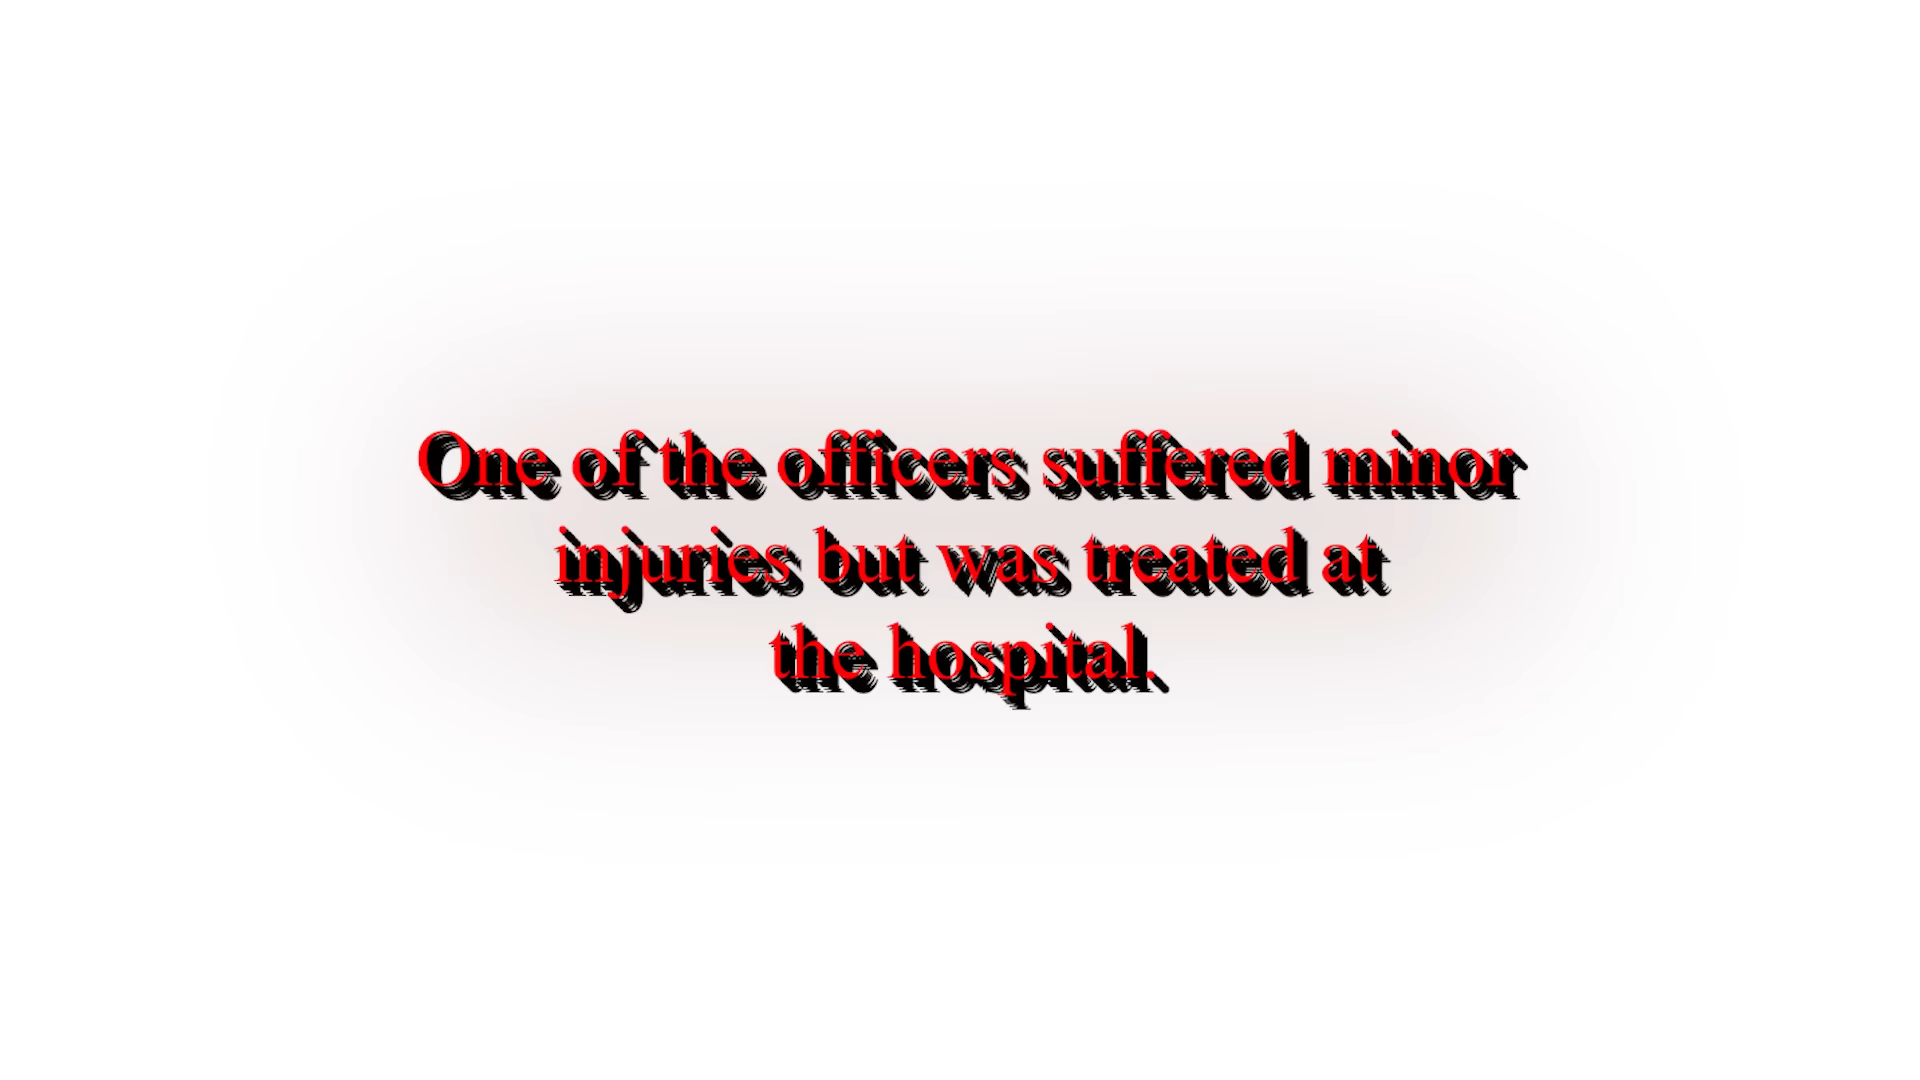 One of the officers suffered minor
injuries but was treated at
the hospital.